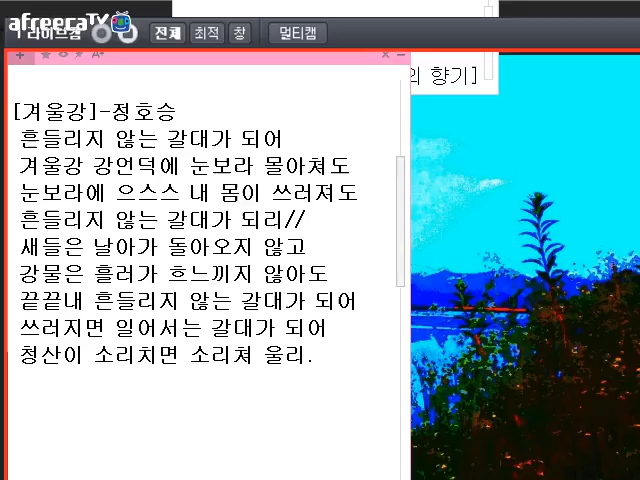 afreecaTV
라이브캠
전체 최적 창 멀티캠
의 향기]
[겨울강]-정호승
흔들리지 않는 갈대가 되어
겨울강 강언덕에 눈보라 몰아쳐도
눈보라에 으스스 내 몸이 쓰러져도
흔들리지 않는 갈대가 되리//
새들은 날아가 돌아오지 않고
강물은 흘러가 흐느끼지 않아도
끝끝내 흔들리지 않는 갈대가 되어
쓰러지면 일어서는 갈대가 되어
청산이 소리치면 소리쳐 울리.